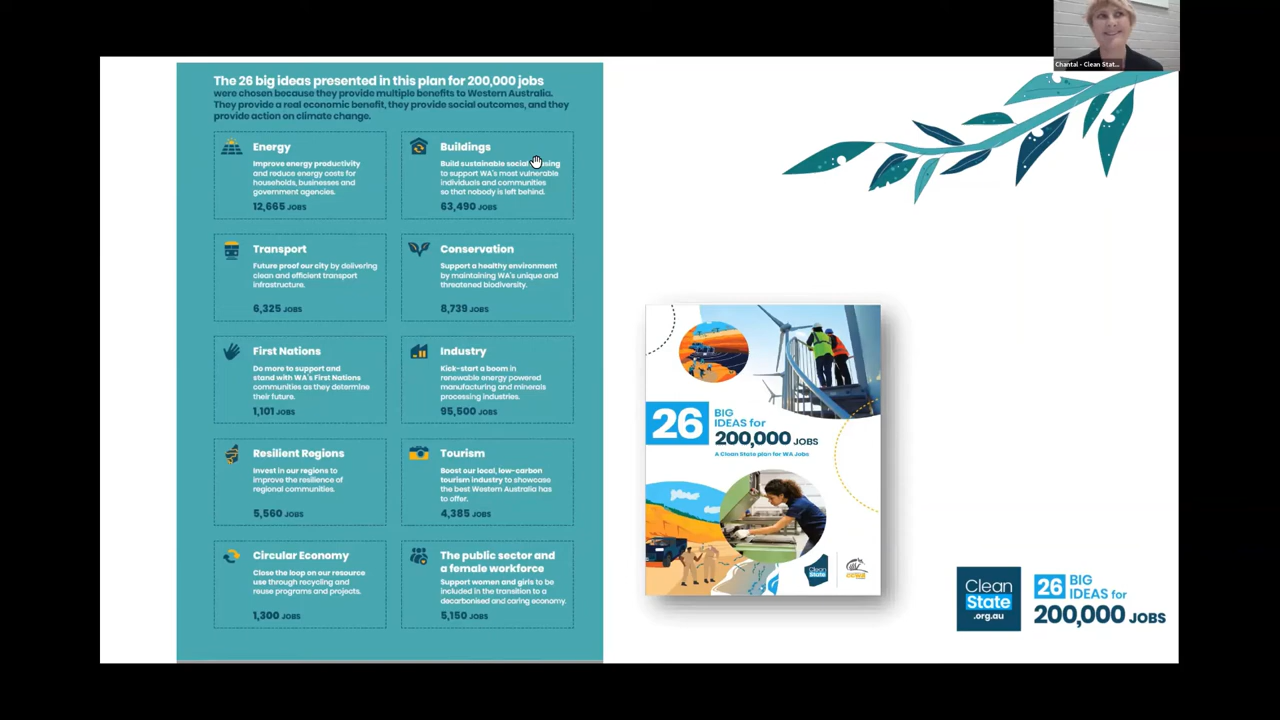 Chantal - Clean Stat...
The 26 big ideas presented in this plan for 200,000 jobs
were chosen because they provide multiple benefits to Western Australia.
They provide a real economic benefit, they provide social outcomes, and they
provide action on climate change.
Energy
Improve energy productivity
and reduce energy costs for
households, businesses and
government agencies.
12,665 JOBS
Buildings
Build sustainable social
to support WA's most vulnerable
individuals and communities
so that nobody is left behind.
63,490 JOBS
Transport
Future proof our city by delivering
clean and efficient transport
infrastructure.
6,325 JOBS
Conservation
Support a healthy environment
by maintaining WA's unique and
threatened biodiversity.
8,739 JOBS
First Nations
Do more to support and
stand with WA's First Nations
communities as they determine
their future.
1,101 JOBS
Industry
Kick-start a boom in
renewable energy powered
manufacturing and minerals
processing industries.
95,500 JOBS
Resilient Regions
Invest in our regions to
improve the resilience of
regional communities.
5,560 JOBS
Tourism
Boost our local, low-carbon
tourism industry to showcase
the best Western Australia has
to offer.
4,385 JOBS
Circular Economy
Close the loop on our resource
use through recycling and
reuse programs and projects.
1,300 JOBS
The public sector and
a female workforce
Support women and girls to be
included in the transition to a
decarbonised and caring economy.
5,150 JOBS
26 BIG
IDEAS for
200,000 JOBS
A Clean State plan for WA Jobs
Clean
State
ccwa
Clean
State
.org.au
26 BIG
IDEAS for
200,000 JOBS